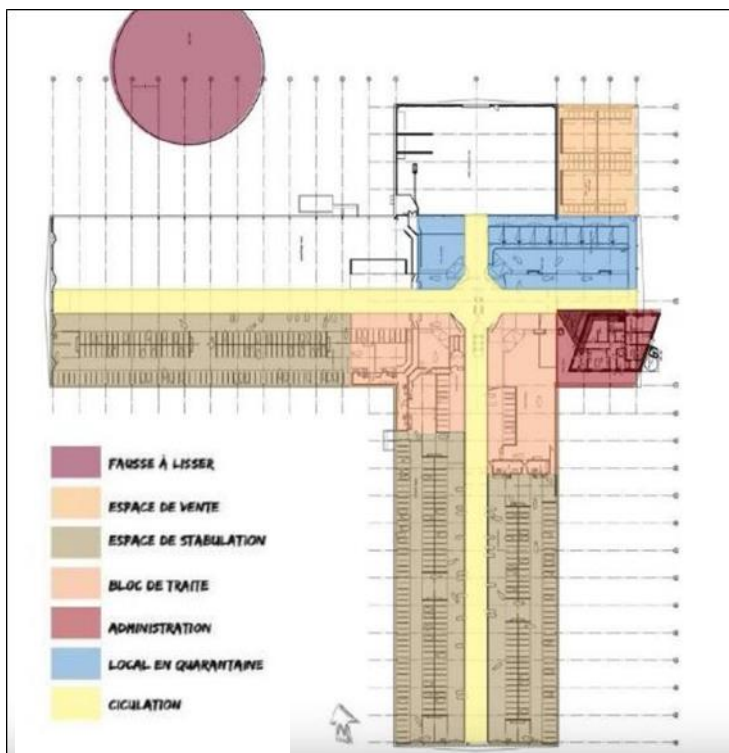 FAUSSE À LISSER
ESPACE DE VENTE
ESPACE DE STABULATION
BLOC DE TRAITE
ADMINISTRATION
LOCAL EN QUARANTAINE
CICULATION